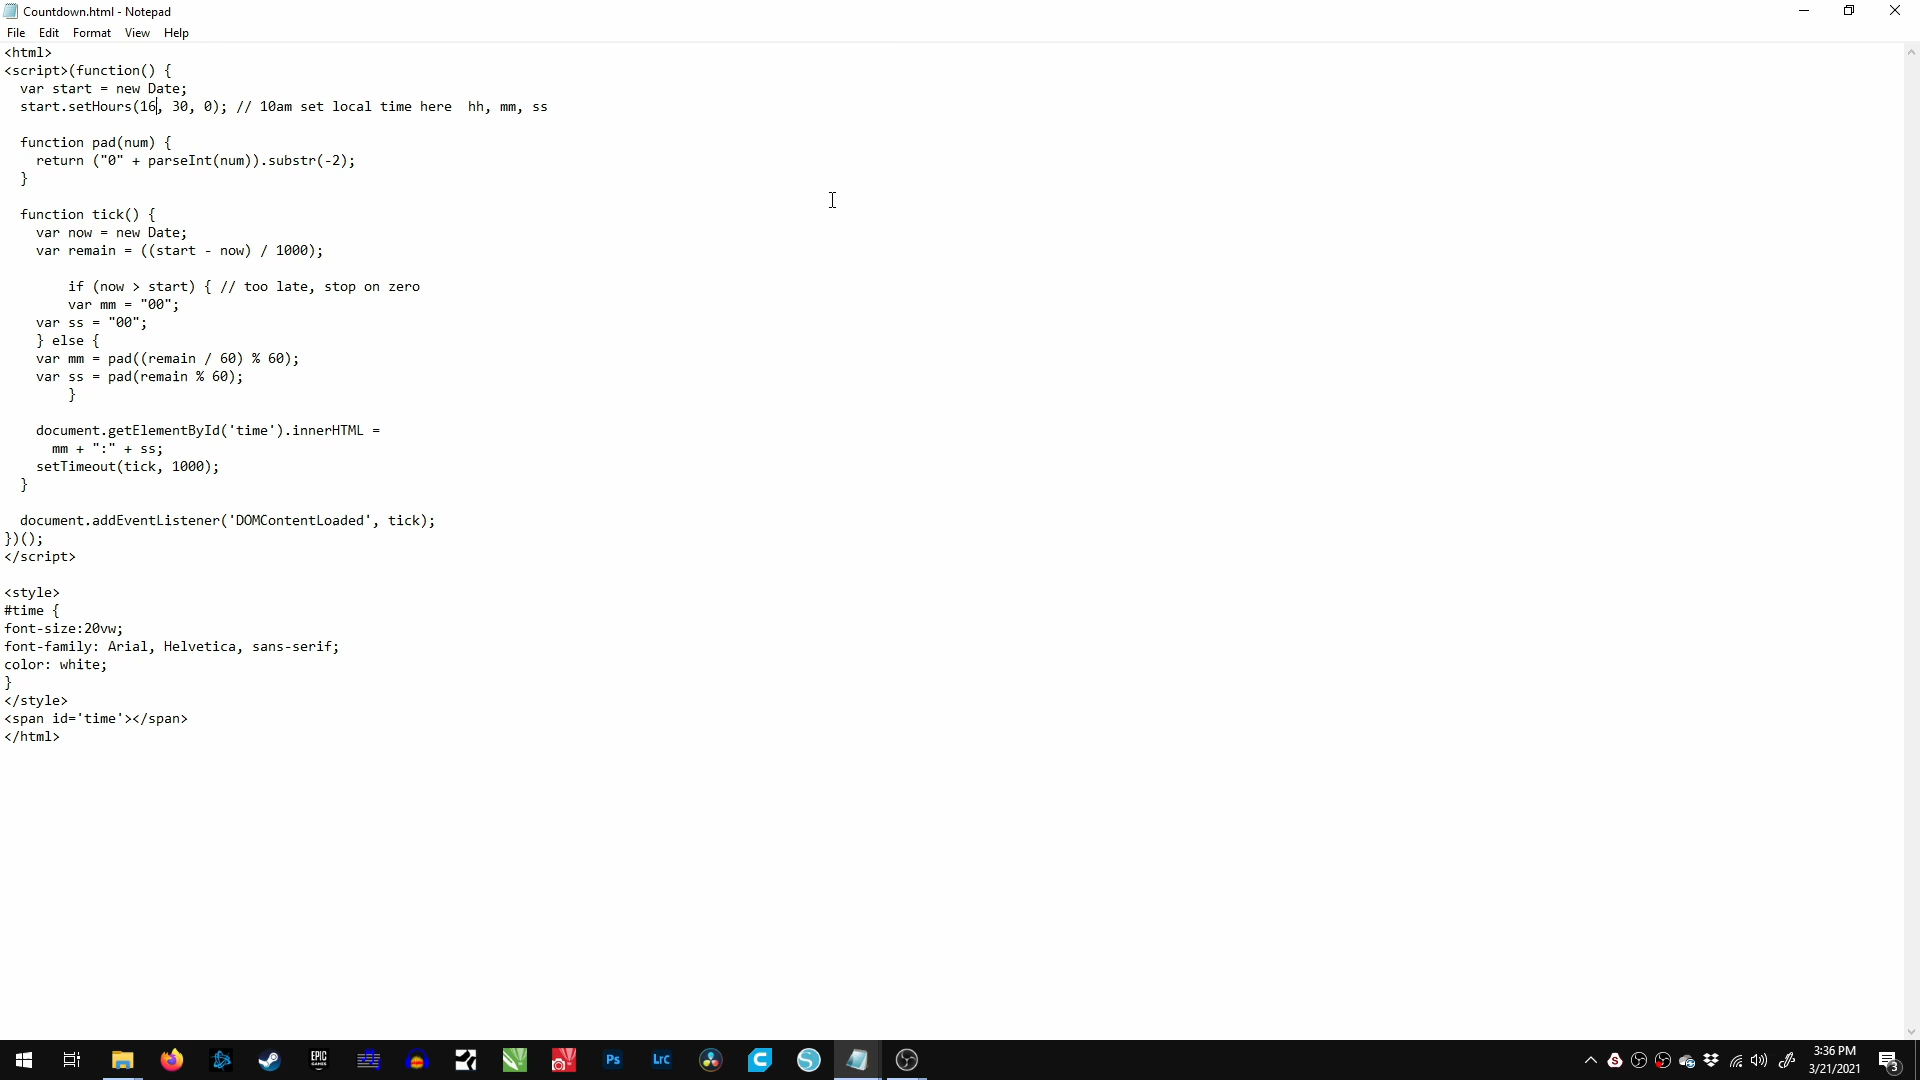 Countdown.html - Notepad
File Edit Format View Help
<html>
<script>(function() {
  var start = new Date;
  start.setHours(16, 30, 0); // 10am set local time here  hh, mm, ss

  function pad(num) {
    return ("0" + parseInt(num)).substr(-2);
  }

  function tick() {
    var now = new Date;
    var remain = ((start - now) / 1000);

        if (now > start) { // too late, stop on zero
        var mm = "00";
    var ss = "00";
    } else {
    var mm = pad((remain / 60) % 60);
    var ss = pad(remain % 60);
        }

    document.getElementById('time').innerHTML =
      mm + ":" + ss;
    setTimeout(tick, 1000);
  }

  document.addEventListener('DOMContentLoaded', tick);
})();
</script>

<style>
#time {
font-size:20vw;
font-family: Arial, Helvetica, sans-serif;
color: white;
}
</style>
<span id='time'></span>
</html>
EPIC
GAMES
Ps
Lrc
3:36 PM
3/21/2021
3